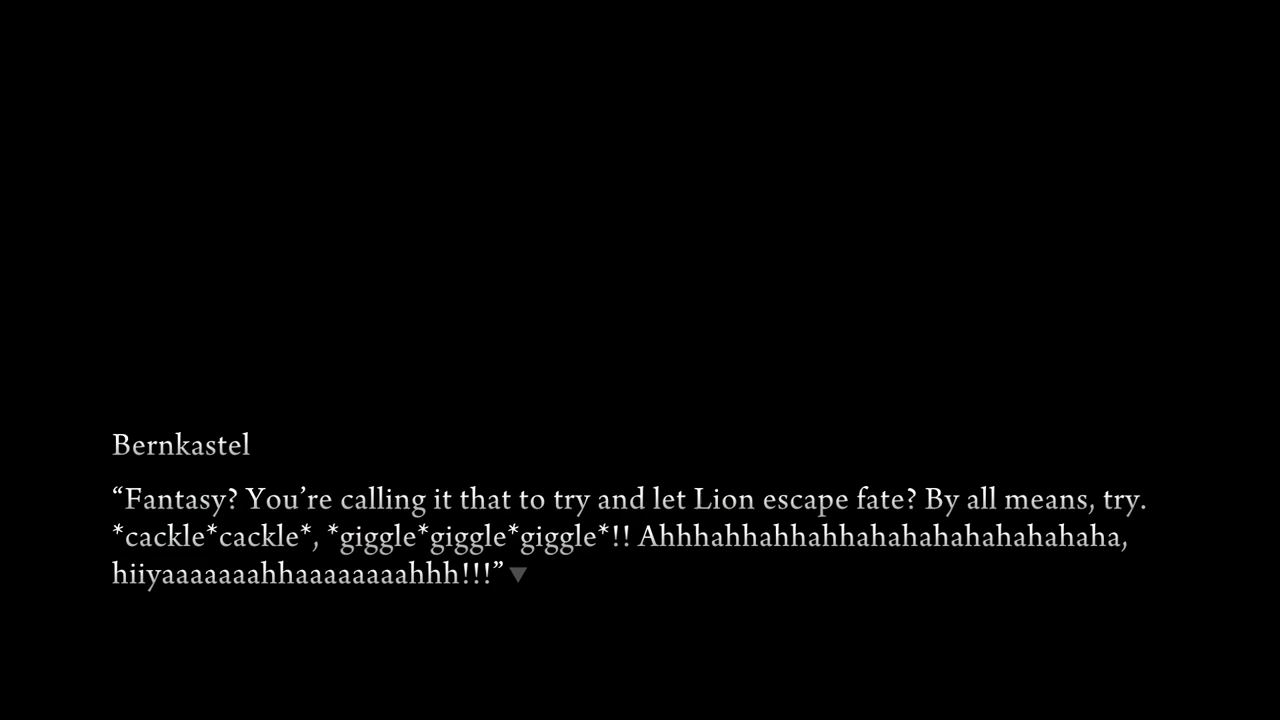 Bernkastel
“Fantasy? You’re calling it that to try and let Lion escape fate? By all means, try.
*cackle*cackle*, *giggle*giggle*giggle*!! Ahhhahhahhahhahahahahahahahaha,
hiiyaaaaaaahhaaaaaaaahhh!!!”